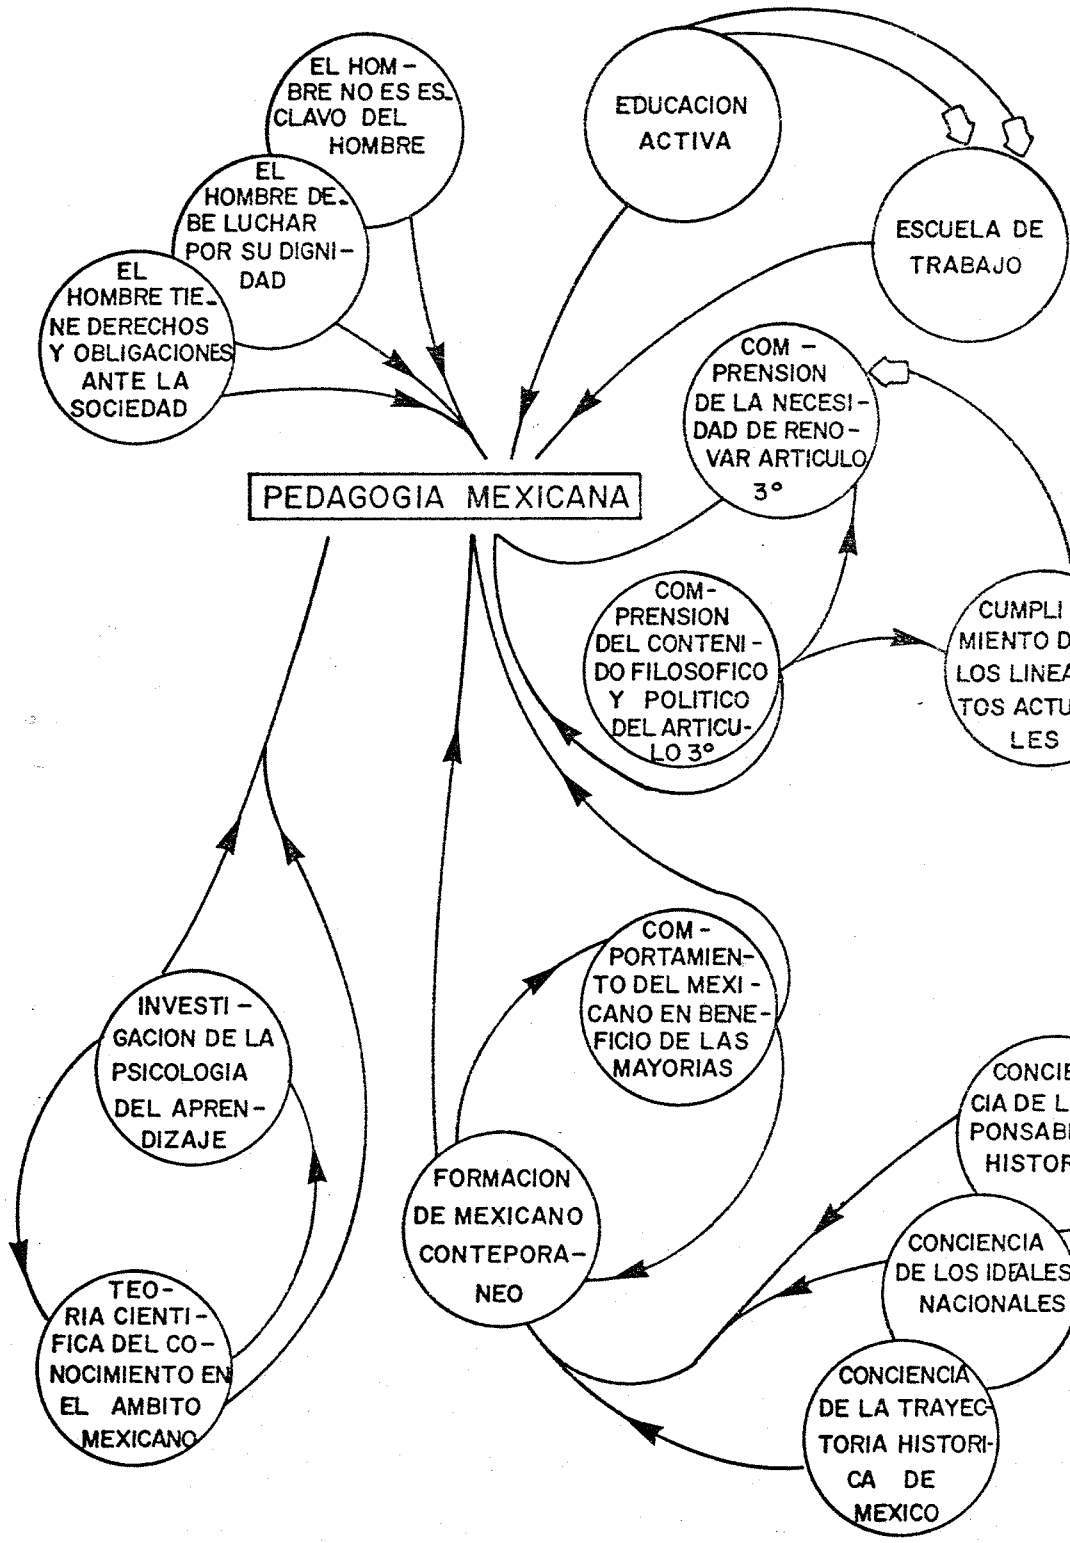 EL HOM-
BRE NO ES ES-
CLAVO DEL
HOMBRE
EL
HOMBRE DE-
BE LUCHAR
POR SU DIGNI-
DAD
EL
HOMBRE TIE-
NE DERECHOS
Y OBLIGACIONES
ANTE LA
SOCIEDAD
EDUCACION
ACTIVA
ESCUELA DE
TRABAJO
COM-
PRENSION
DE LA NECESI-
DAD DE RENO-
VAR ARTICULO
3º
PEDAGOGIA MEXICANA
COM-
PRENSION
DEL CONTENI-
DO FILOSOFICO
Y POLITICO
DEL ARTICU-
LO 3º
CUMPLI
MIENTO D
LOS LINEA
TOS ACTU
LES
COM-
PORTAMIEN-
TO DEL MEXI-
CANO EN BENE-
FICIO DE LAS
MAYORIAS
INVESTI-
GACION DE LA
PSICOLOGIA
DEL APREN-
DIZAJE
FORMACION
DE MEXICANO
CONTEPORA-
NEO
CONCIE
CIA DE L
PONSAB
HISTOR
CONCIENCIA
DE LOS IDEALES
NACIONALES
TEO-
RIA CIENTI-
FICA DEL CO-
NOCIMIENTO EN
EL AMBITO
MEXICANO
CONCIENCIA
DE LA TRAYEC-
TORIA HISTORI-
CA DE
MEXICO